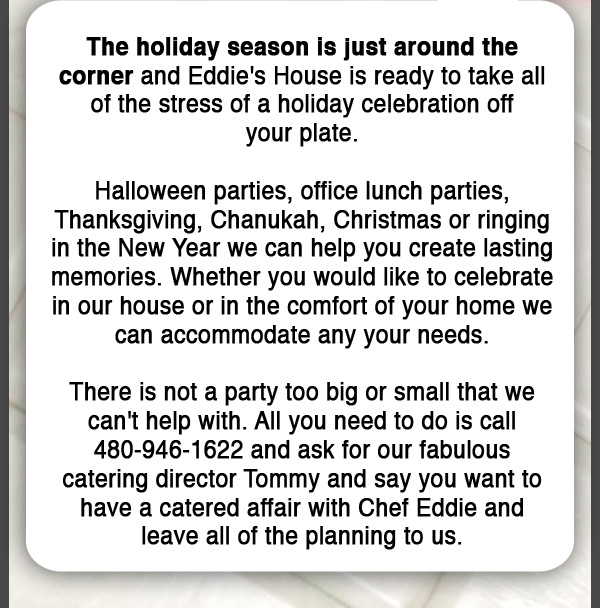 The holiday season is just around the
corner and Eddie's House is ready to take all
of the stress of a holiday celebration off
your plate.
Halloween parties, office lunch parties,
Thanksgiving, Chanukah, Christmas or ringing
in the New Year we can help you create lasting
memories. Whether you would like to celebrate
in our house or in the comfort of your home we
can accommodate any your needs.
There is not a party too big or small that we
can't help with. All you need to do is call
480-946-1622 and ask for our fabulous
catering director Tommy and say you want to
have a catered affair with Chef Eddie and
leave all of the planning to us.